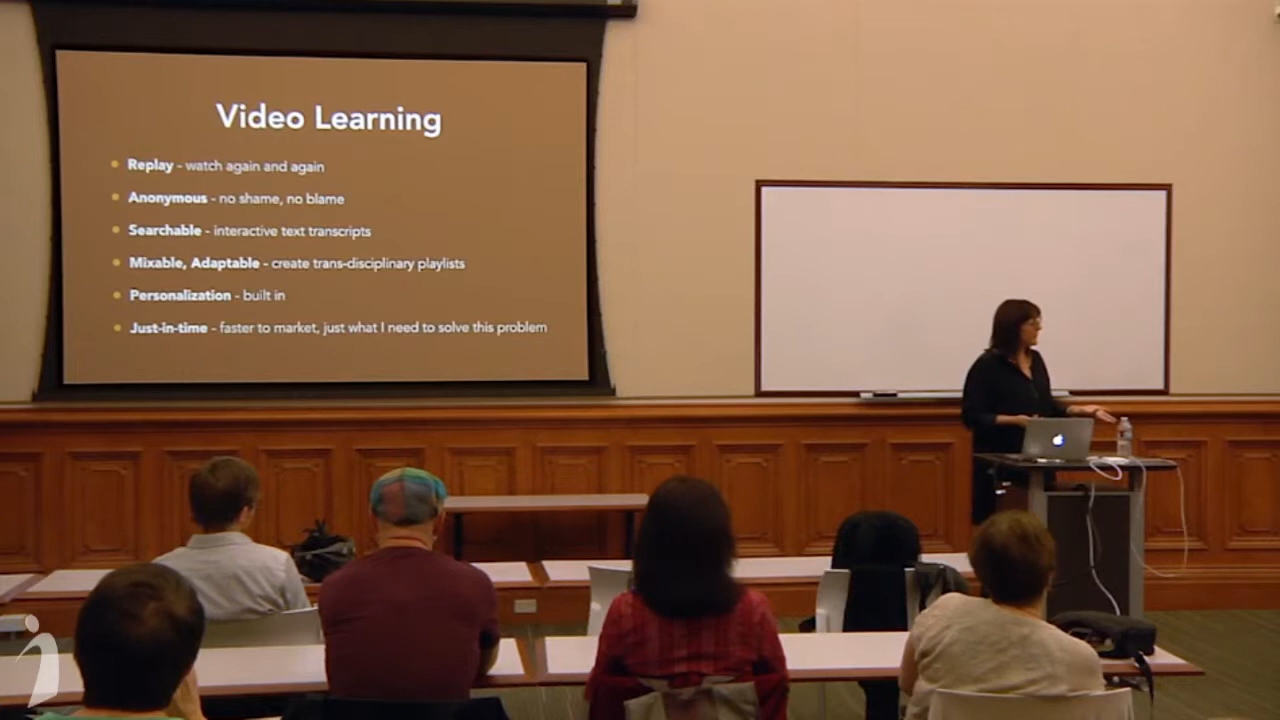 Video Learning
Replay - watch again and again
Anonymous - no shame, no blame
Searchable - interactive text transcripts
Mixable, Adaptable - create trans-disciplinary playlists
Personalization - built in
Just-in-time - faster to market, just what I need to solve this problem